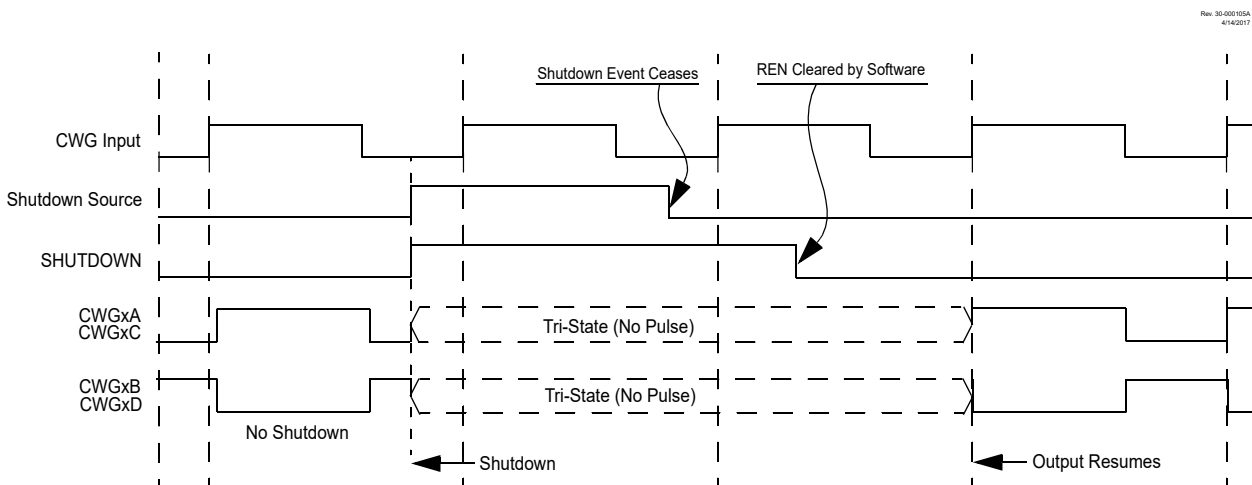 Rev. 30-000105A
4/14/2017
Shutdown Event Ceases
REN Cleared by Software
CWG Input
Shutdown Source
SHUTDOWN
CWGxA
CWGxC
Tri-State (No Pulse)
CWGxB
CWGxD
Tri-State (No Pulse)
No Shutdown
Shutdown
Output Resumes